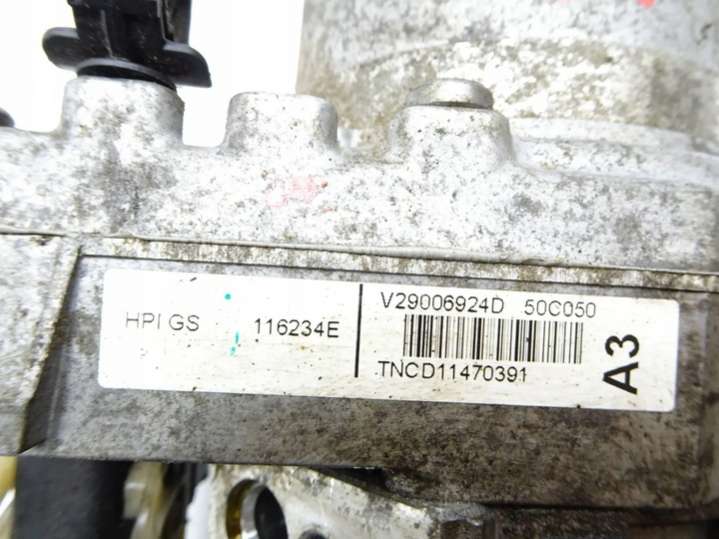 HPI GS 116234E
V29006924D 50C050
TNCD11470391
A3